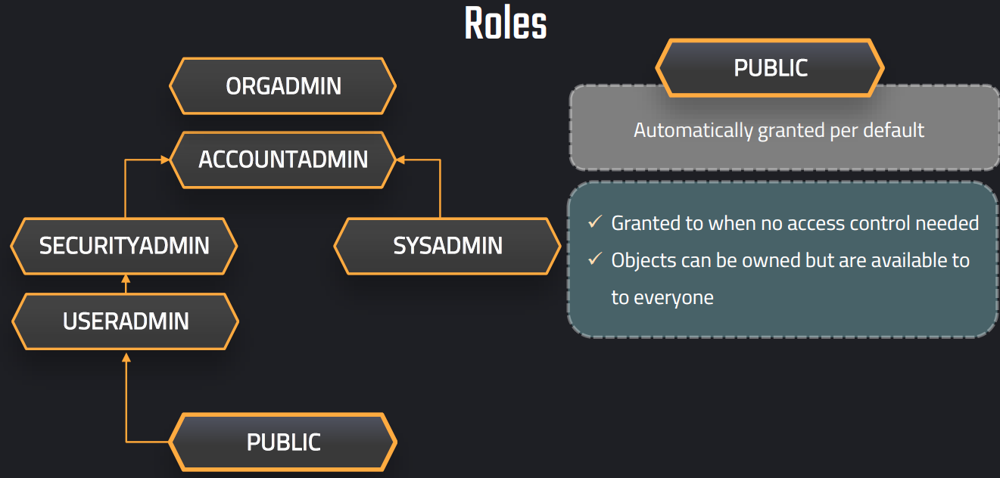 Roles
ORGADMIN
ACCOUNTADMIN
SECURITYADMIN
SYSADMIN
USERADMIN
PUBLIC
PUBLIC
Automatically granted per default
✓ Granted to when no access control needed
✓ Objects can be owned but are available to
to everyone